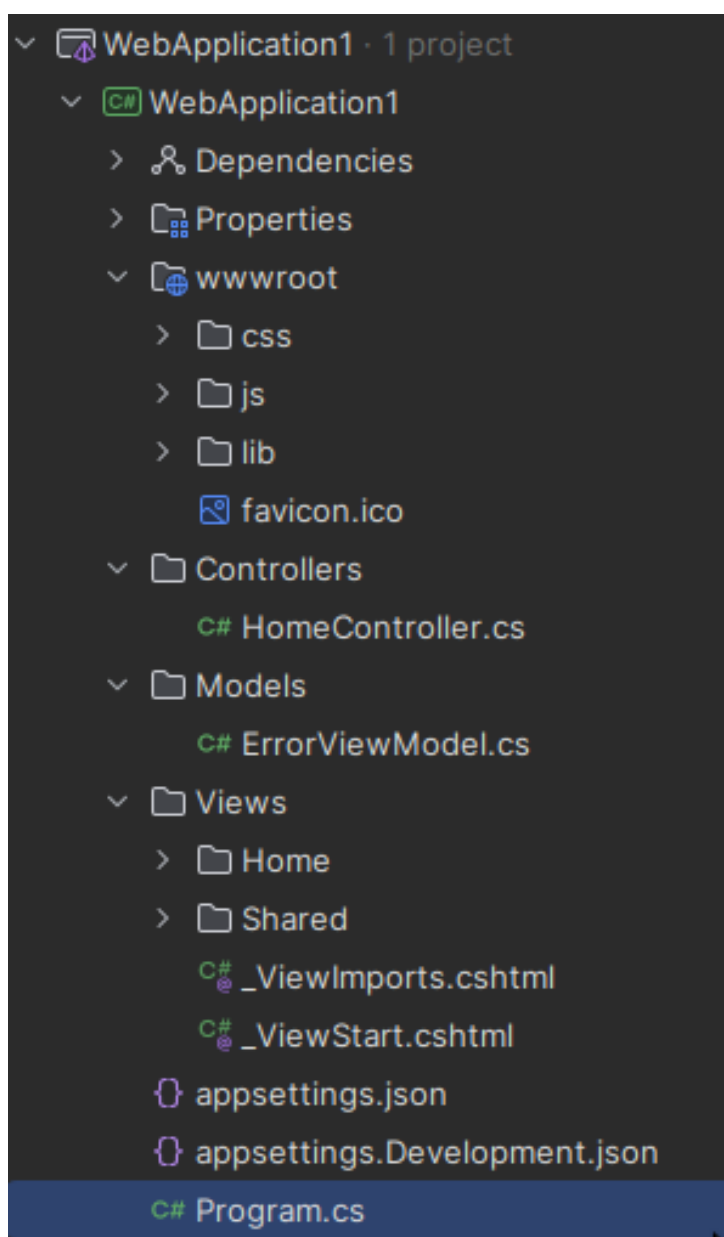 WebApplication1 · 1 project
C# WebApplication1
Dependencies
Properties
wwwroot
css
js
lib
favicon.ico
Controllers
C# HomeController.cs
Models
C# ErrorViewModel.cs
Views
Home
Shared
C#@ _ViewImports.cshtml
C#@ _ViewStart.cshtml
{} appsettings.json
{} appsettings.Development.json
C# Program.cs